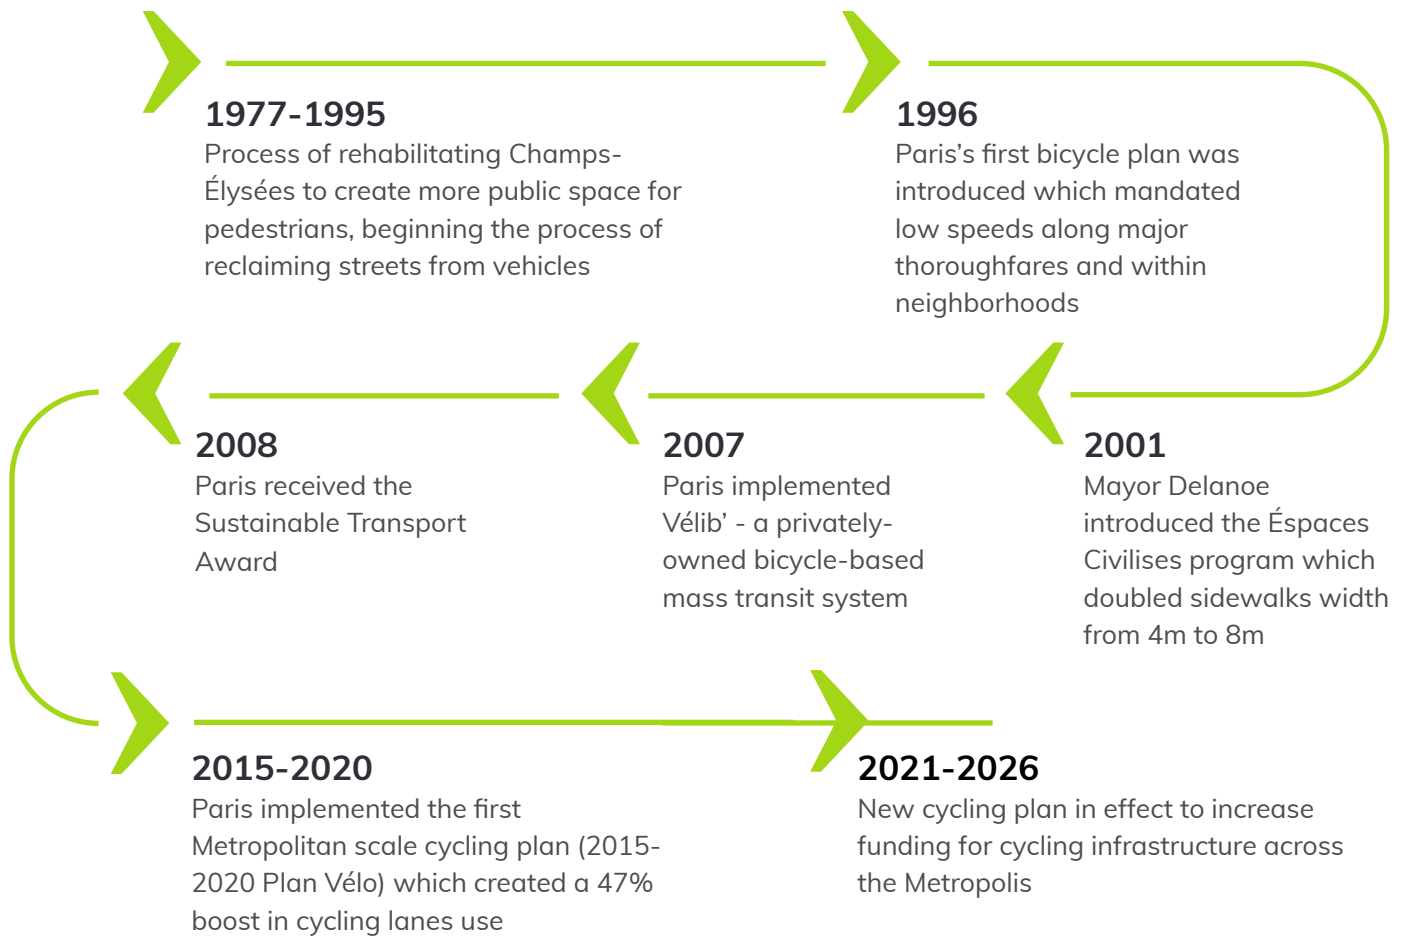 1977-1995
Process of rehabilitating Champs-
Élysées to create more public space for
pedestrians, beginning the process of
reclaiming streets from vehicles
1996
Paris’s first bicycle plan was
introduced which mandated
low speeds along major
thoroughfares and within
neighborhoods
2001
Mayor Delanoe
introduced the Éspaces
Civilises program which
doubled sidewalks width
from 4m to 8m
2007
Paris implemented
Vélib’ - a privately-
owned bicycle-based
mass transit system
2008
Paris received the
Sustainable Transport
Award
2015-2020
Paris implemented the first
Metropolitan scale cycling plan (2015-
2020 Plan Vélo) which created a 47%
boost in cycling lanes use
2021-2026
New cycling plan in effect to increase
funding for cycling infrastructure across
the Metropolis